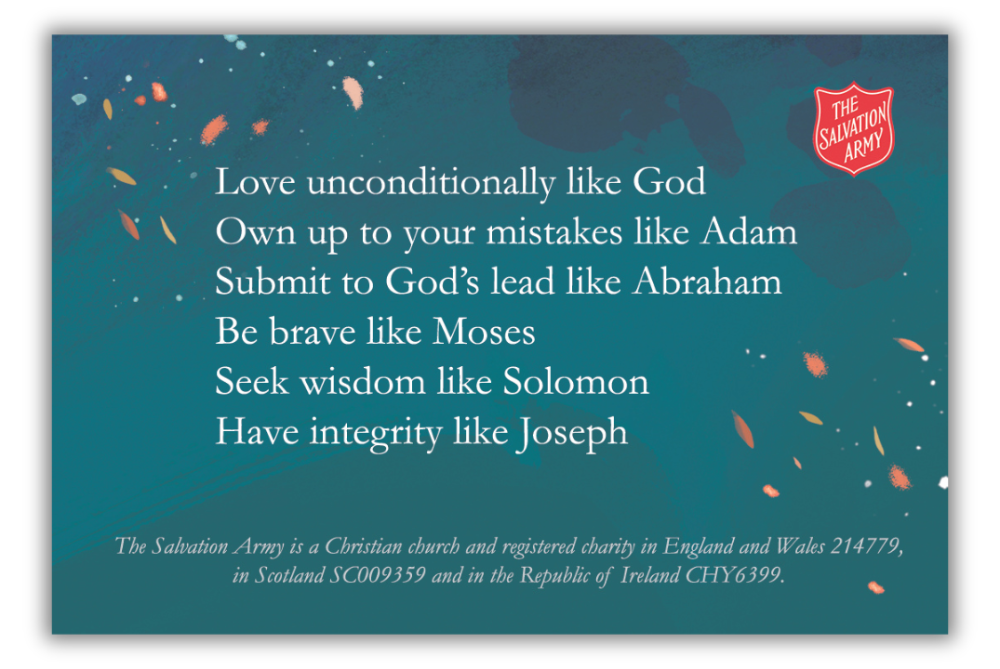 THE
SALVATION
ARMY
Love unconditionally like God
Own up to your mistakes like Adam
Submit to God’s lead like Abraham
Be brave like Moses
Seek wisdom like Solomon
Have integrity like Joseph
The Salvation Army is a Christian church and registered charity in England and Wales 214779,
in Scotland SC009359 and in the Republic of Ireland CHY6399.